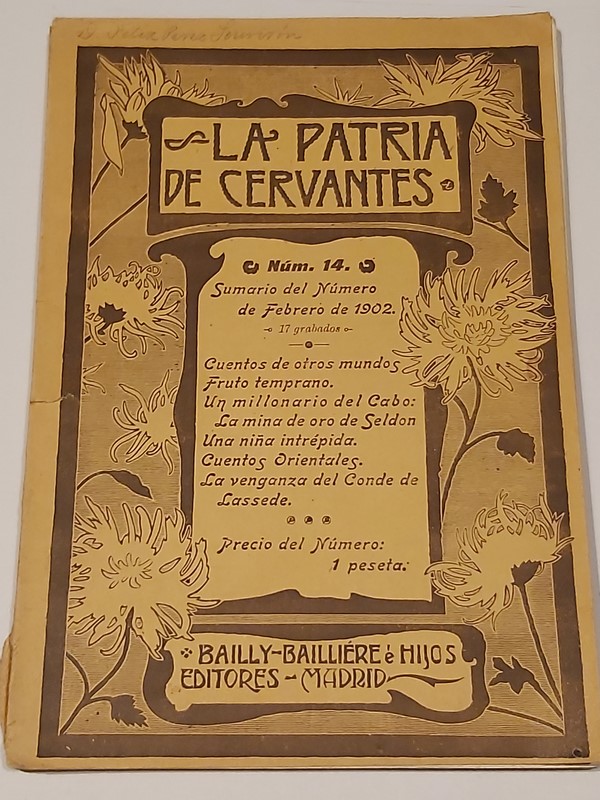 LA PATRIA
DE CERVANTES
Núm. 14.
Sumario del Número
de Febrero de 1902.
17 grabados
Cuentos de otros mundos
Fruto temprano.
Un millonario del Cabo:
La mina de oro de Seldon
Una niña intrépida.
Cuentos Orientales.
La venganza del Conde de
Lassede.
Precio del Número:
1 peseta.
BAILLY-BAILLIÉRE é HIJOS
EDITORES - MADRID